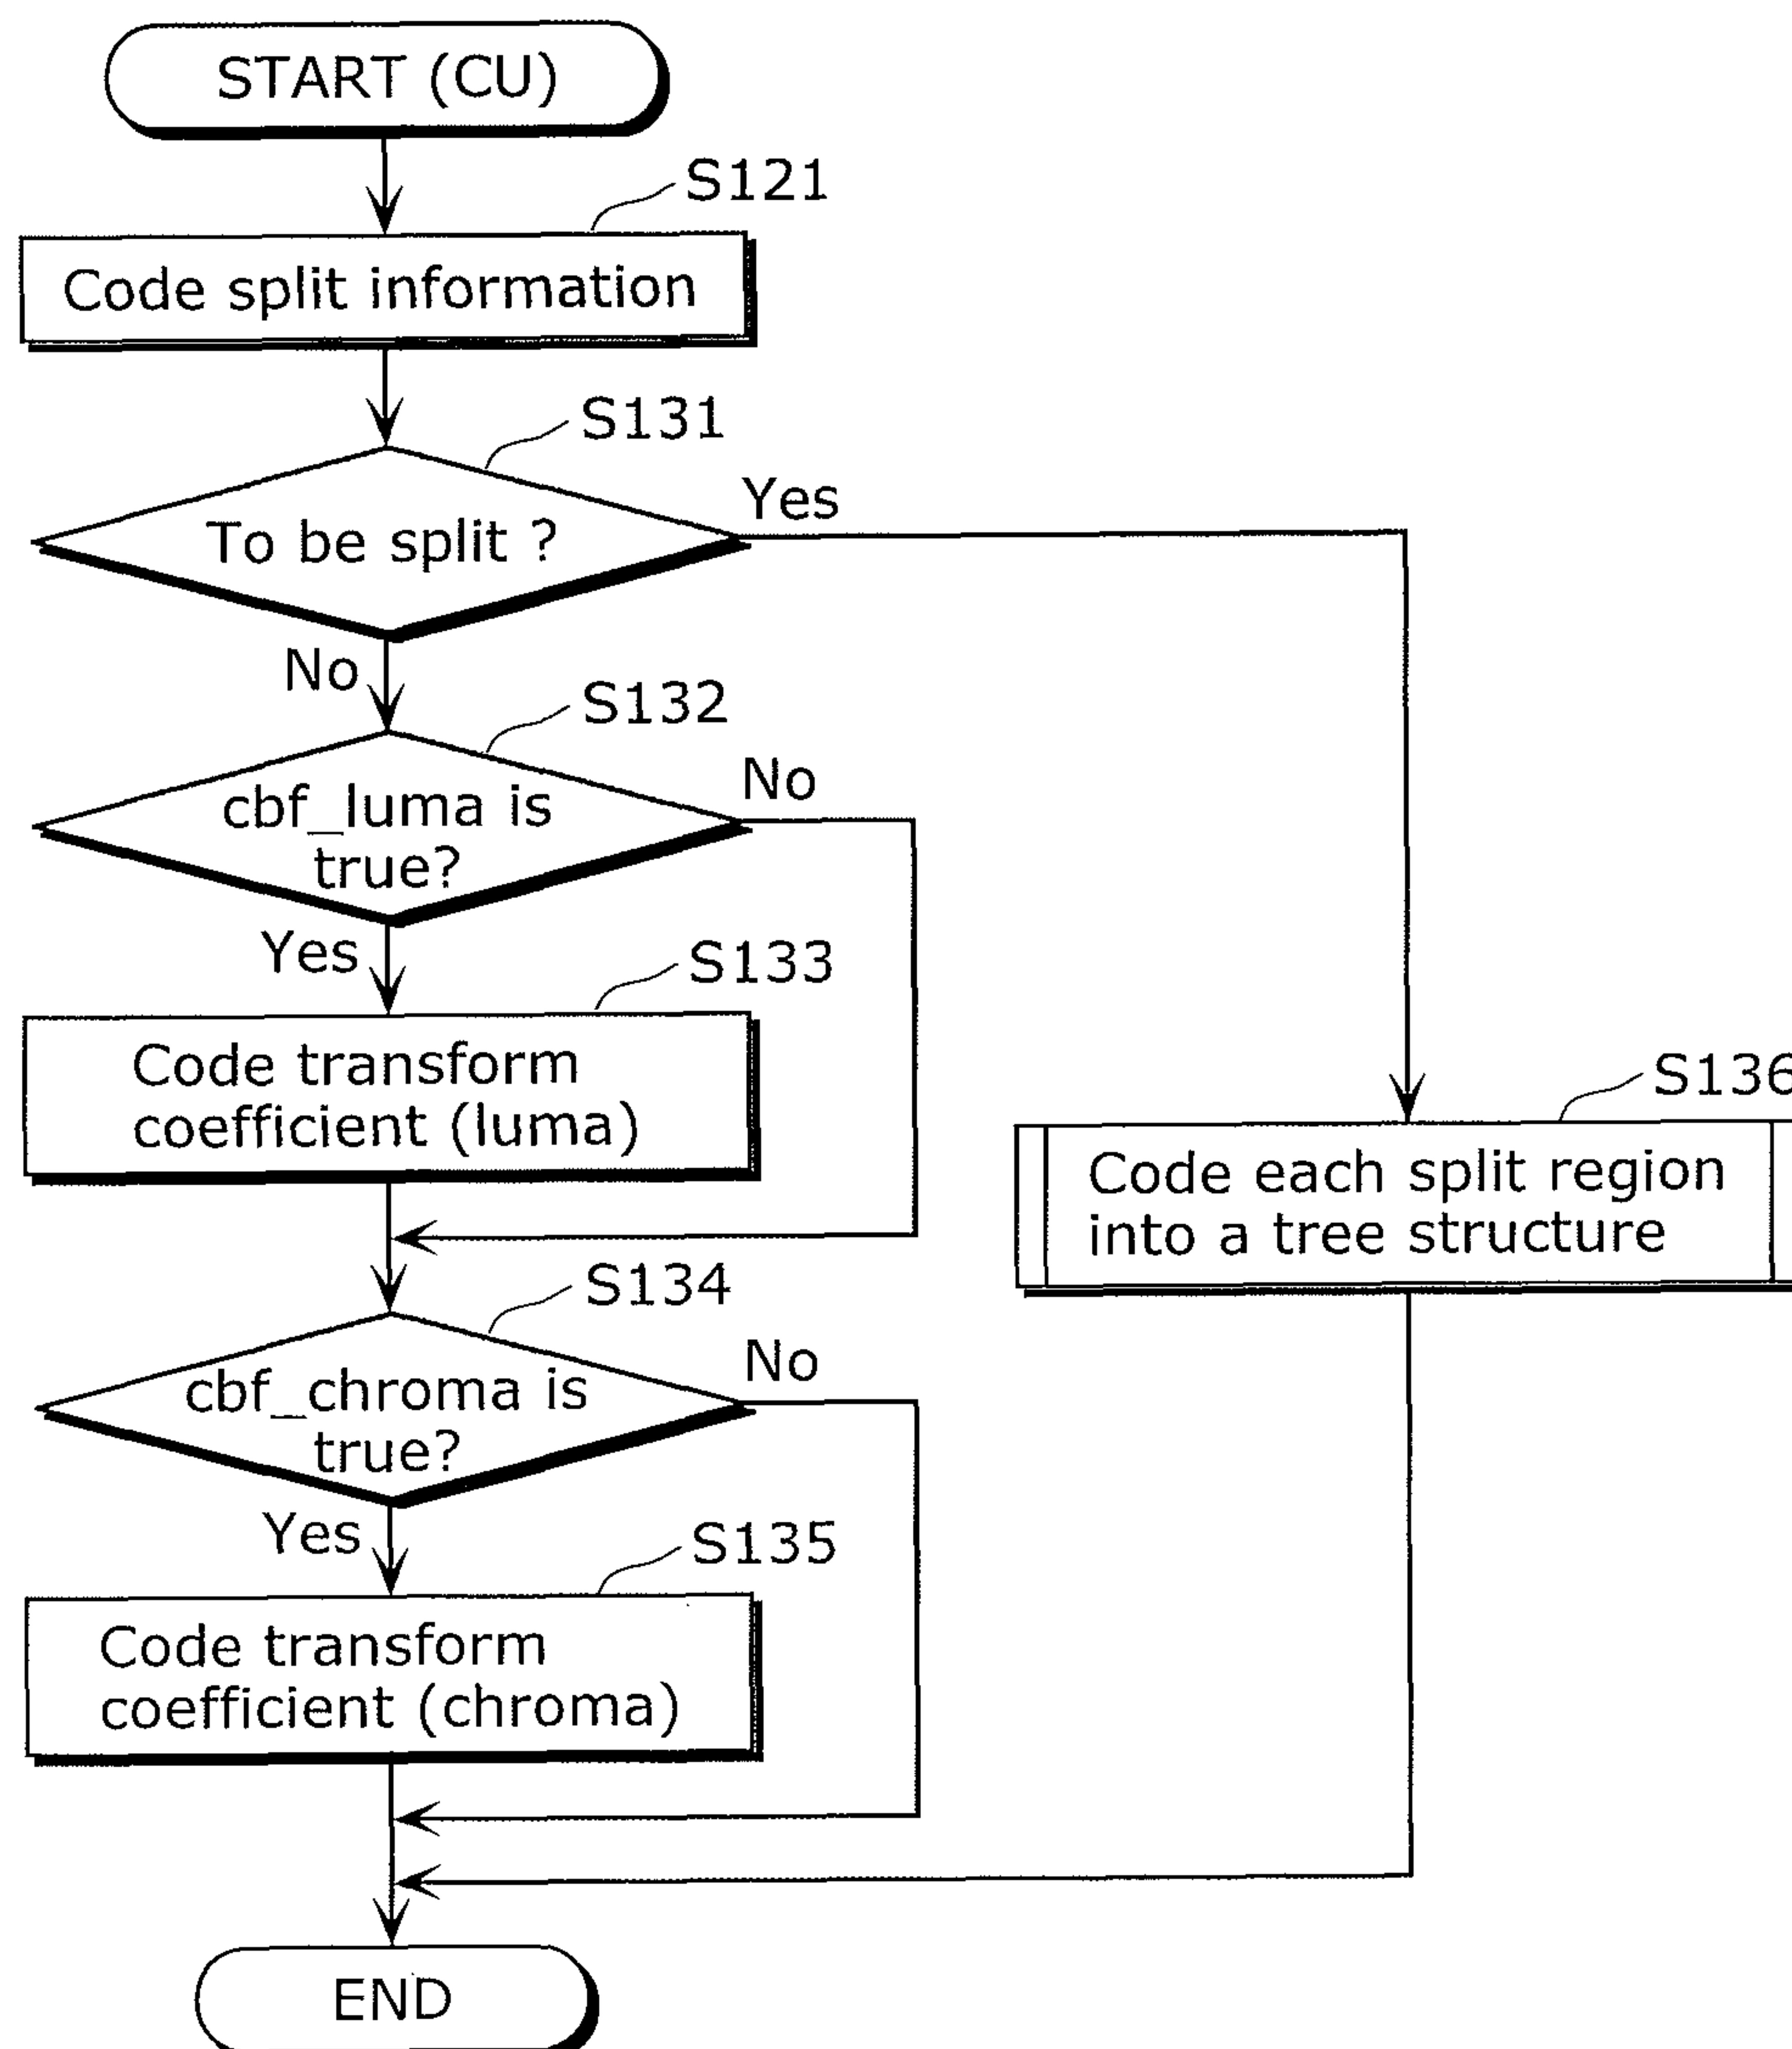 START (CU)
S121
Code split information
S131
To be split ?
Yes
No
S132
cbf_luma is
true?
No
Yes
S133
Code transform
coefficient (luma)
S136
Code each split region
into a tree structure
S134
cbf_chroma is
true?
No
Yes
S135
Code transform
coefficient (chroma)
END